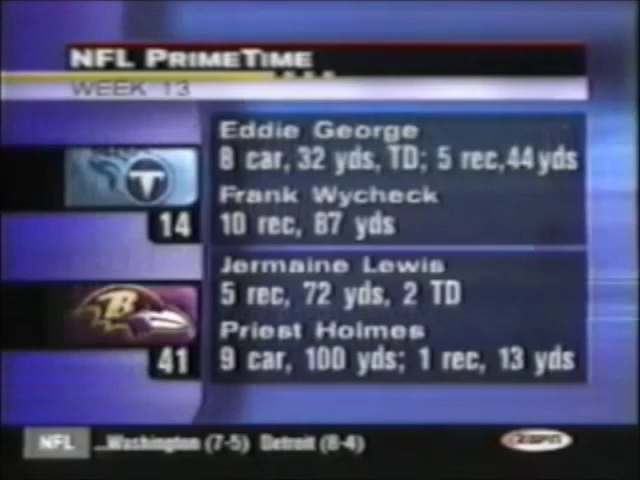 NFL PRIMETIME
WEEK 13
Eddie George
8 car, 32 yds, TD; 5 rec, 44 yds
Frank Wycheck
14
10 rec, 87 yds
Jermaine Lewis
5 rec, 72 yds, 2 TD
Priest Holmes
41
9 car, 100 yds; 1 rec, 13 yds
NFL ...Washington (7-5) Detroit (8-4)
ESPN